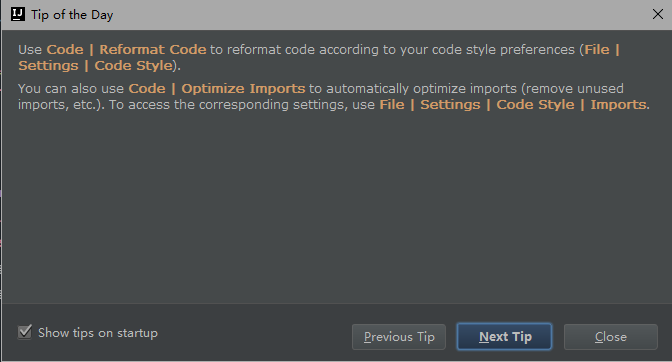 IJ Tip of the Day
Use Code | Reformat Code to reformat code according to your code style preferences (File |
Settings | Code Style).
You can also use Code | Optimize Imports to automatically optimize imports (remove unused
imports, etc.). To access the corresponding settings, use File | Settings | Code Style | Imports.
Show tips on startup
Previous Tip
Next Tip
Close